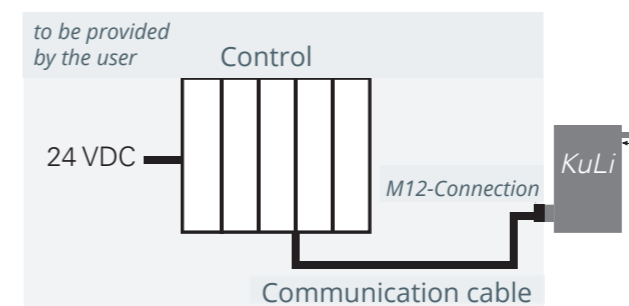 to be provided
by the user
Control
24 VDC
KuLi
M12-Connection
Communication cable